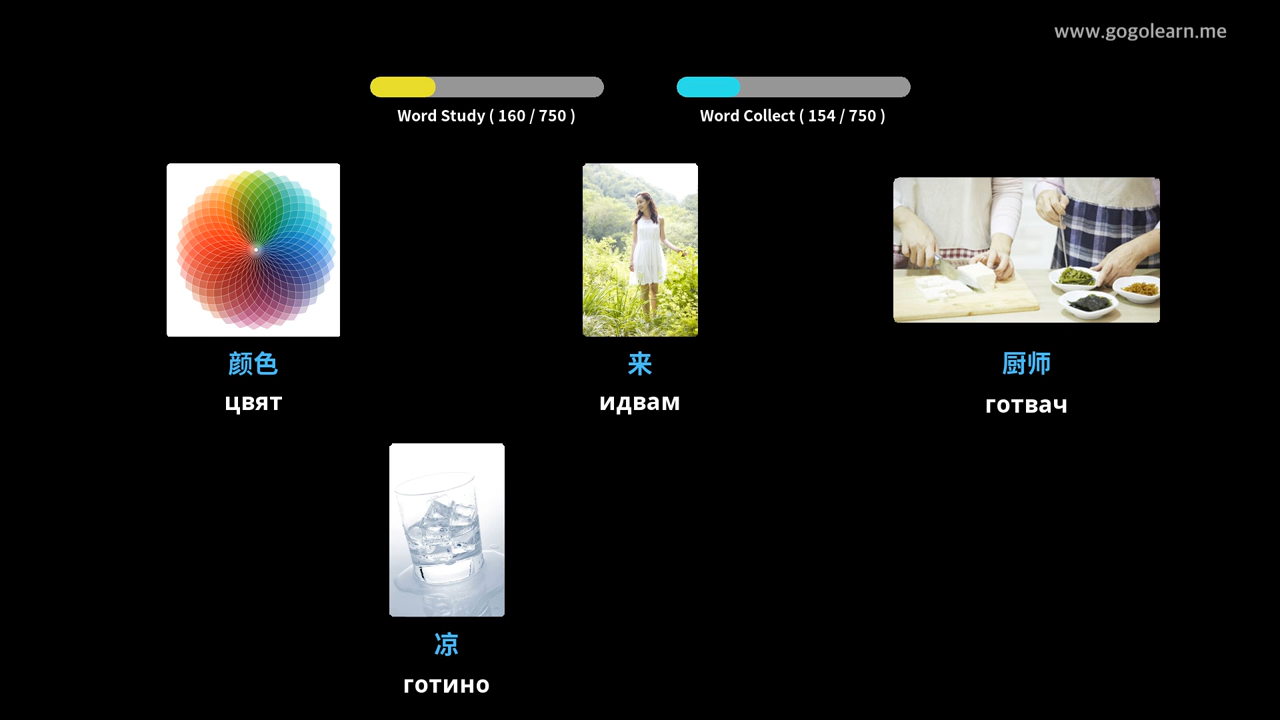 www.gogolearn.me
Word Study ( 160 / 750 )
Word Collect ( 154 / 750 )
颜色
цвят
来
идвам
厨师
готвач
凉
готино